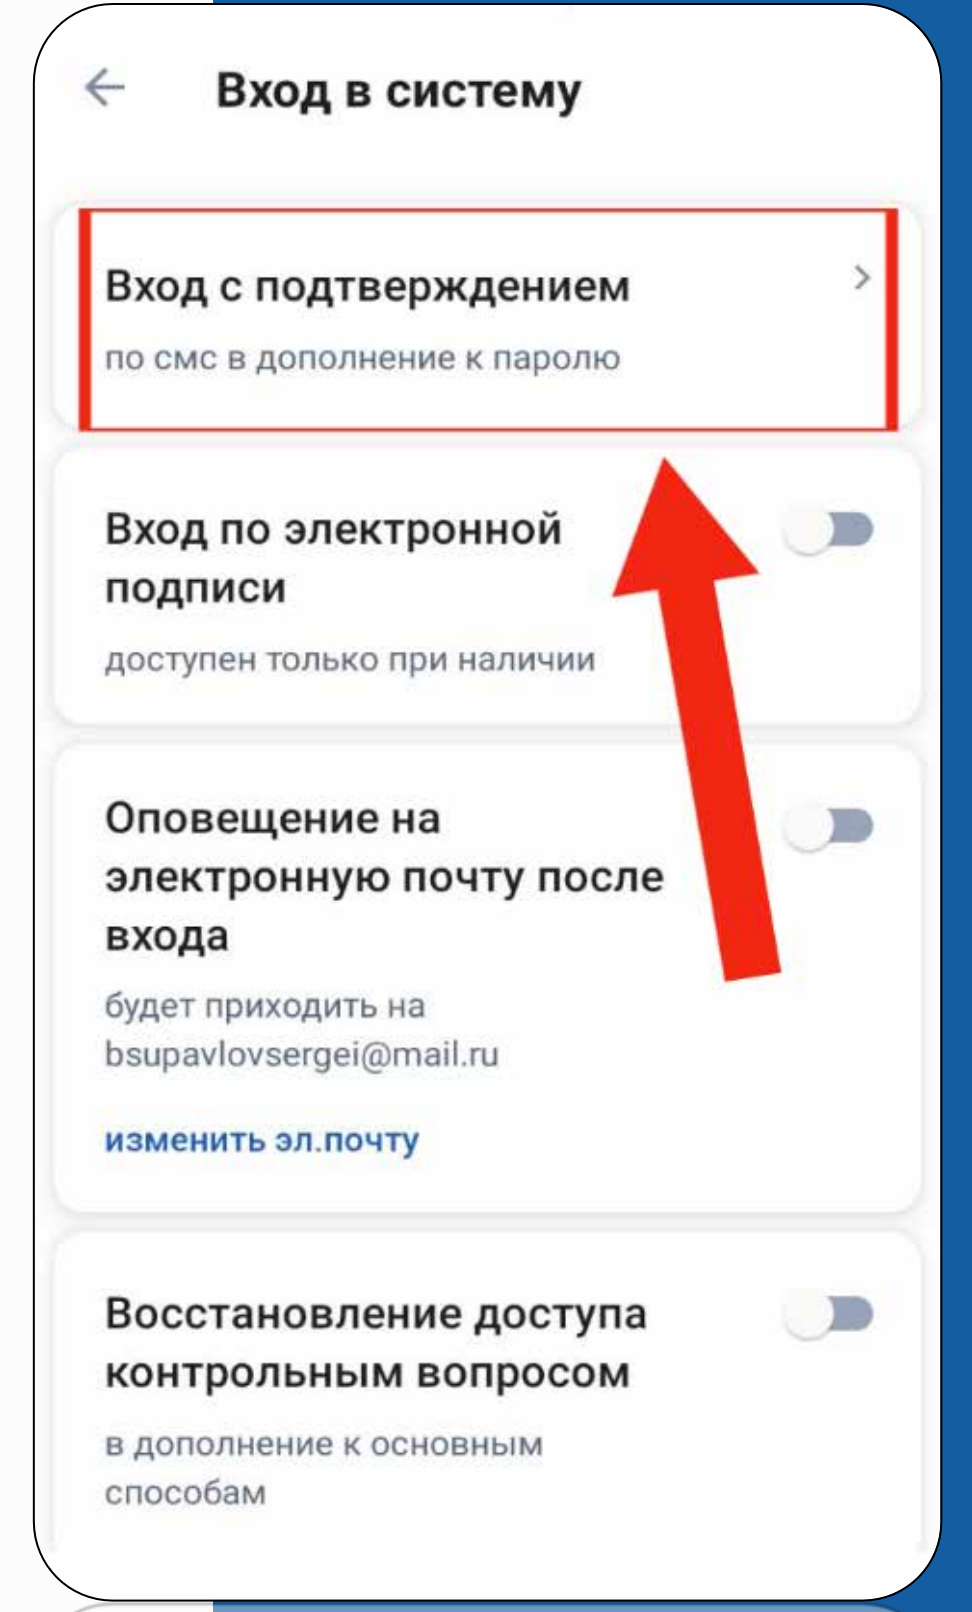 Вход в систему
Вход с подтверждением
по смс в дополнение к паролю
Вход по электронной
подписи
доступен только при наличии
Оповещение на
электронную почту после
входа
будет приходить на
bsupavlovsergei@mail.ru
изменить эл.почту
Восстановление доступа
контрольным вопросом
в дополнение к основным
способам